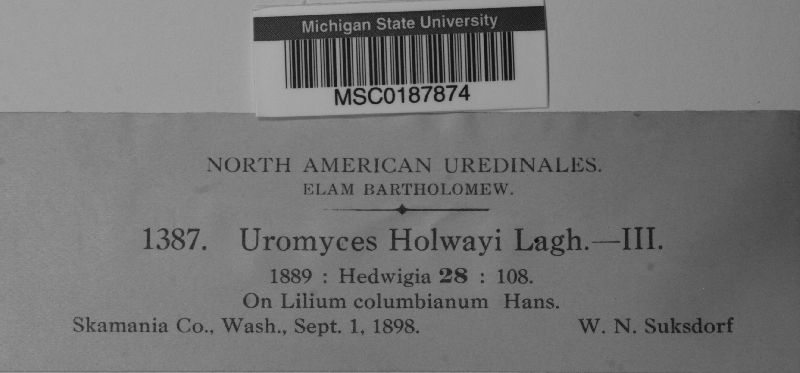 Michigan State University
MSC0187874
NORTH AMERICAN UREDINALES.
ELAM BARTHOLOMEW.
1387. Uromyces Holwayi Lagh.—III.
1889 : Hedwigia 28 : 108.
On Lilium columbianum Hans.
Skamania Co., Wash., Sept. 1, 1898. W. N. Suksdorf